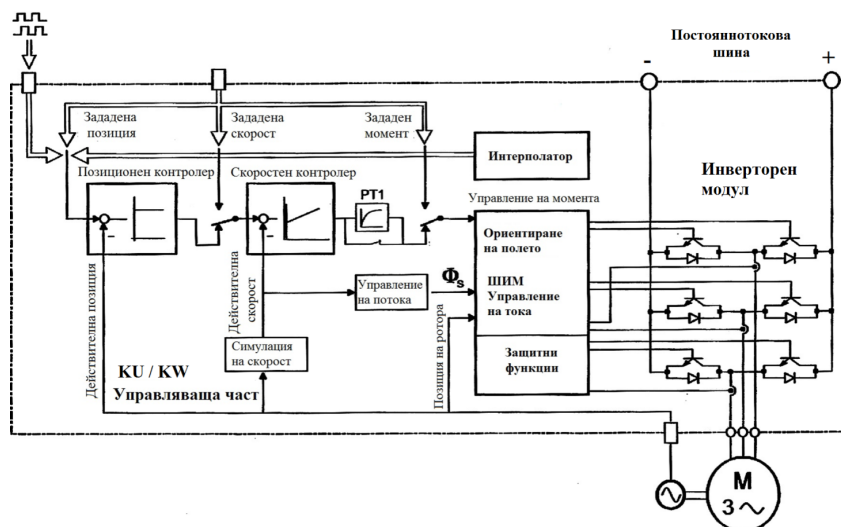 Постояннотокова
шина
-
+
Зададена
позиция
Зададена
скорост
Зададен
момент
Интерполатор
Инверторен
модул
Позиционен контролер
Скоростен контролер
PT1
Управление на момента
Ориентиране
на полето
ШИМ
Управление
на тока
Защитни
функции
Управление
на потока
Φs
Действителна позиция
Действителна
скорост
Позиция на ротора
Симулация
на скорост
KU / KW
Управляваща част
M
3 ~